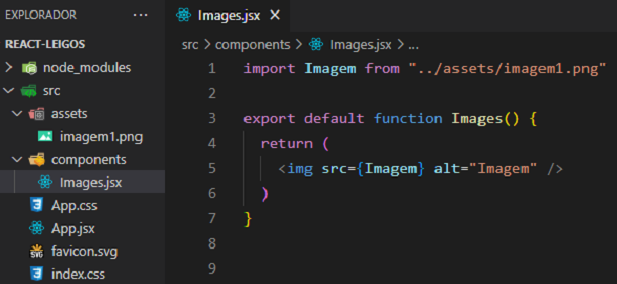 EXPLORADOR ...
REACT-LEIGOS
node_modules
src
assets
imagem1.png
components
Images.jsx
App.css
App.jsx
SVG favicon.svg
index.css
Images.jsx
src > components > Images.jsx > ...
1 import Imagem from "../assets/imagem1.png"
2
3 export default function Images() {
4 return (
5 <img src={Imagem} alt="Imagem" />
6 )
7 }
8
9